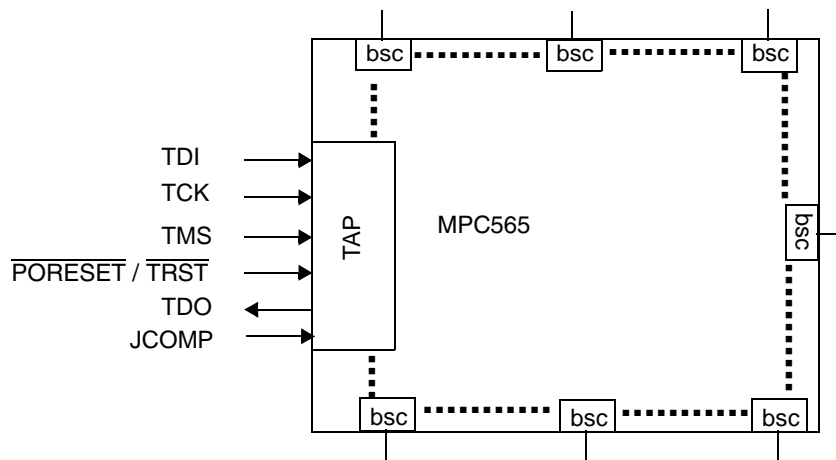 bsc
bsc
bsc
TDI
TCK
TMS
PORESET / TRST
TDO
JCOMP
TAP
MPC565
bsc
bsc
bsc
bsc